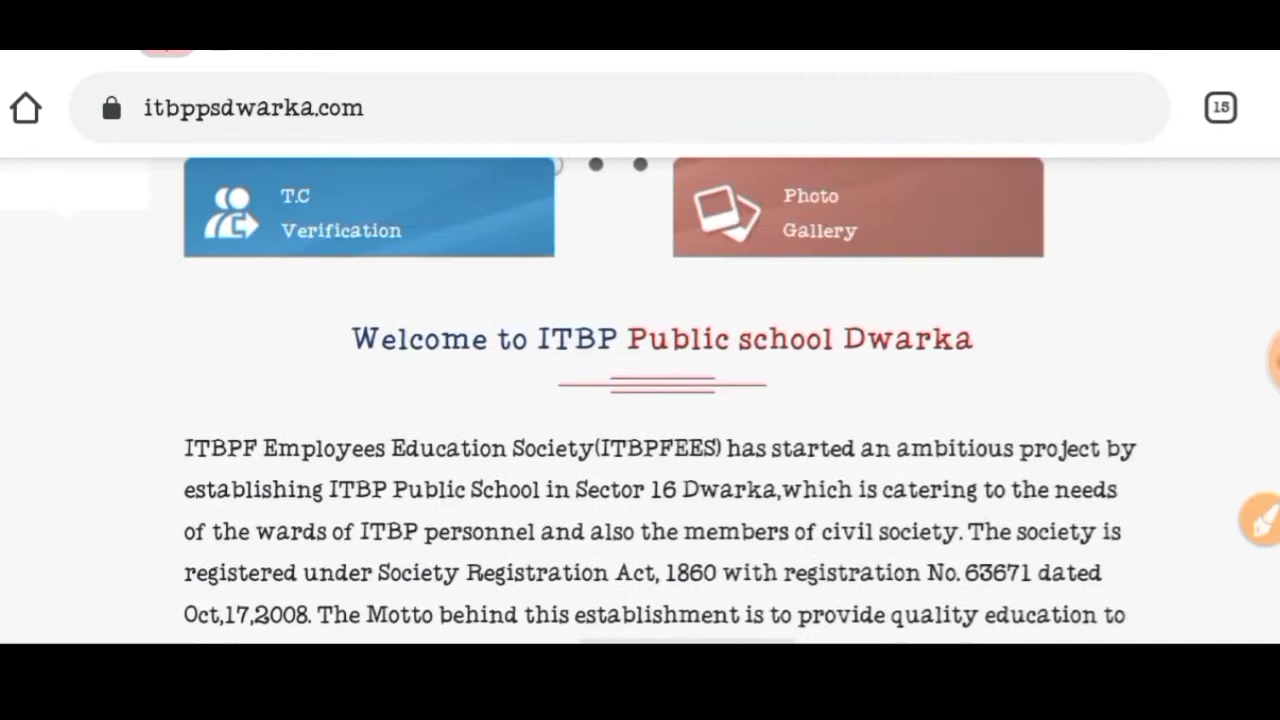 itbppsdwarka.com
15
T.C
Verification
Photo
Gallery
Welcome to ITBP Public school Dwarka
ITBPF Employees Education Society(ITBPFEES) has started an ambitious project by
establishing ITBP Public School in Sector 16 Dwarka,which is catering to the needs
of the wards of ITBP personnel and also the members of civil society. The society is
registered under Society Registration Act, 1860 with registration No. 63671 dated
Oct,17,2008. The Motto behind this establishment is to provide quality education to